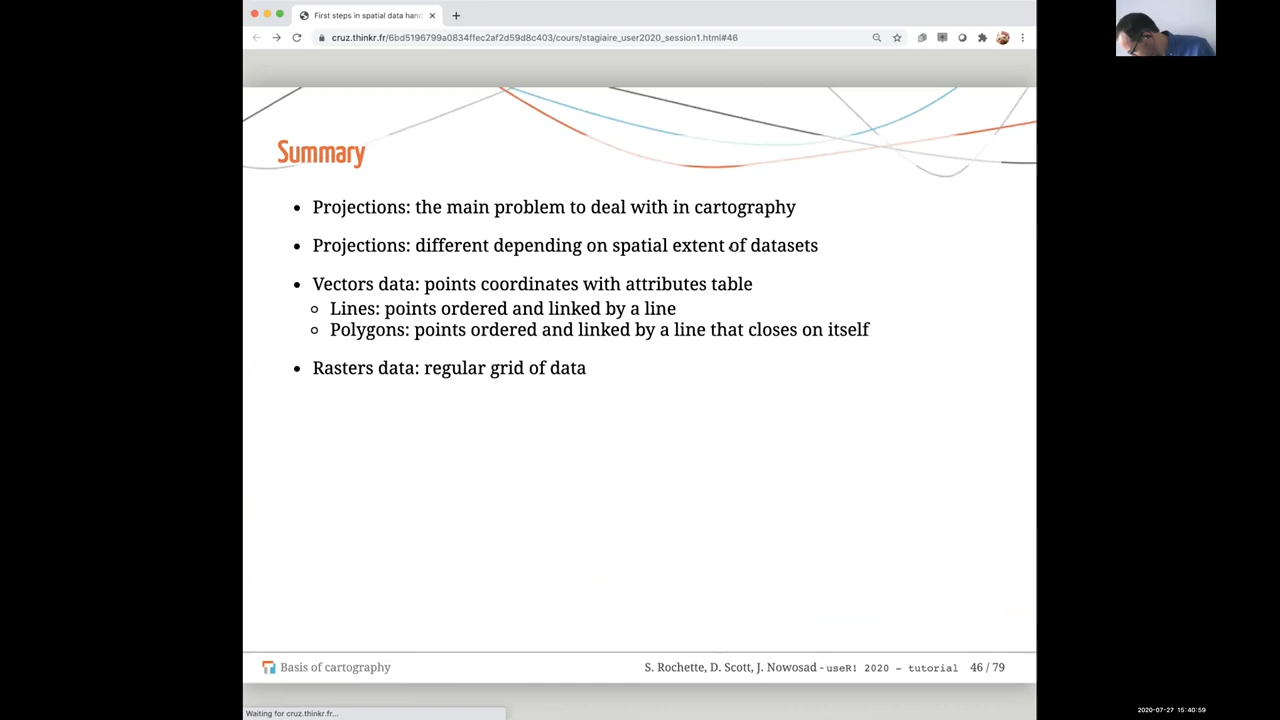 First steps in spatial data han
cruz.thinkr.fr/6bd5196799a0834ffec2af2d59d8c403/cours/stagiaire_user2020_session1.html#46
Summary
• Projections: the main problem to deal with in cartography
• Projections: different depending on spatial extent of datasets
• Vectors data: points coordinates with attributes table
Lines: points ordered and linked by a line
Polygons: points ordered and linked by a line that closes on itself
• Rasters data: regular grid of data
Basis of cartography
S. Rochette, D. Scott, J. Nowosad - useR! 2020 - tutorial 46 / 79
Waiting for cruz.thinkr.fr...
2020-07-27 15:40:59